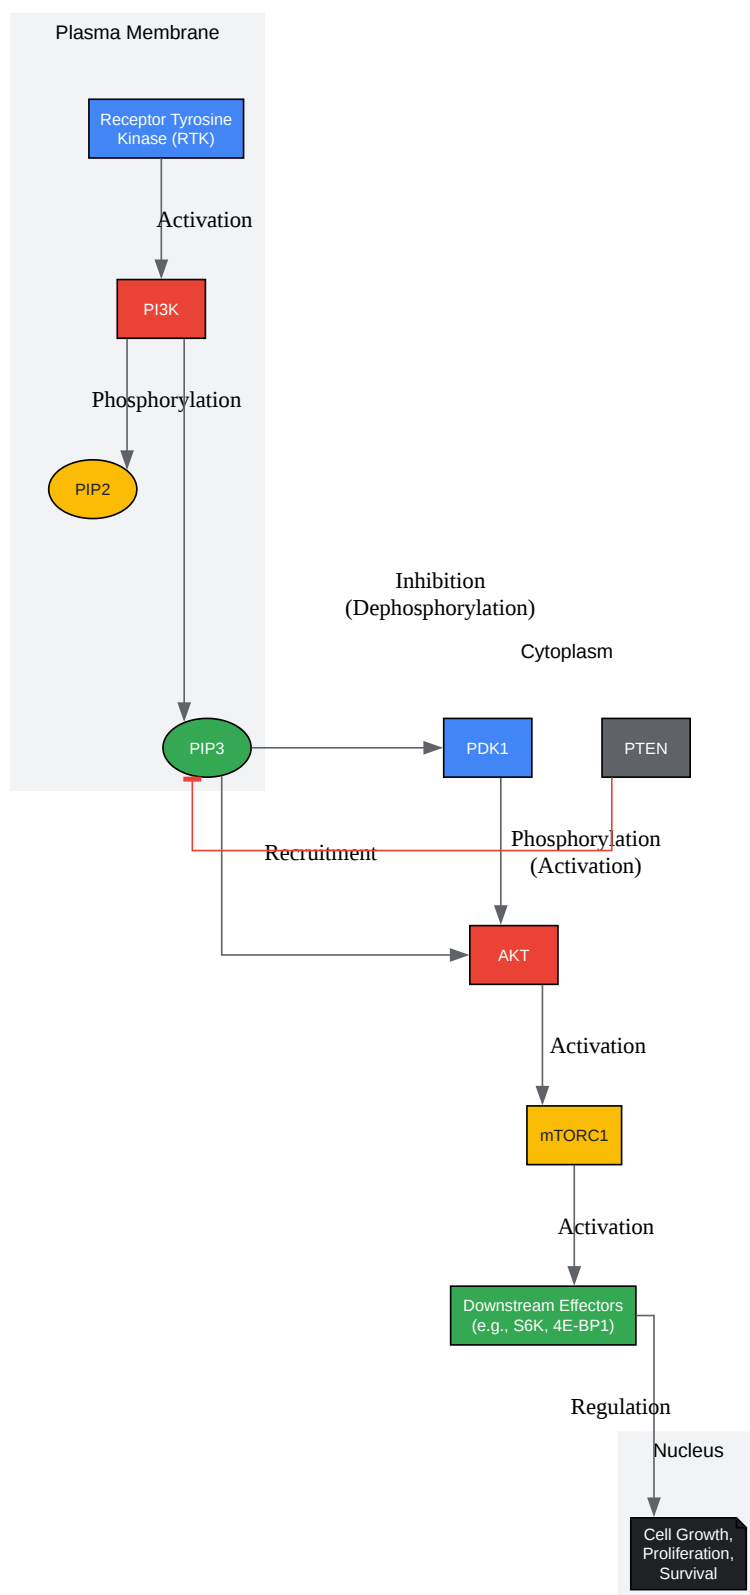 Plasma Membrane
Receptor Tyrosine
Kinase (RTK)
Activation
PI3K
Phosphorylation
PIP2
Inhibition
(Dephosphorylation)
Cytoplasm
PIP3
PDK1
PTEN
Recruitment
Phosphorylation
(Activation)
AKT
Activation
mTORC1
Activation
Downstream Effectors
(e.g., S6K, 4E-BP1)
Regulation
Nucleus
Cell Growth,
Proliferation,
Survival